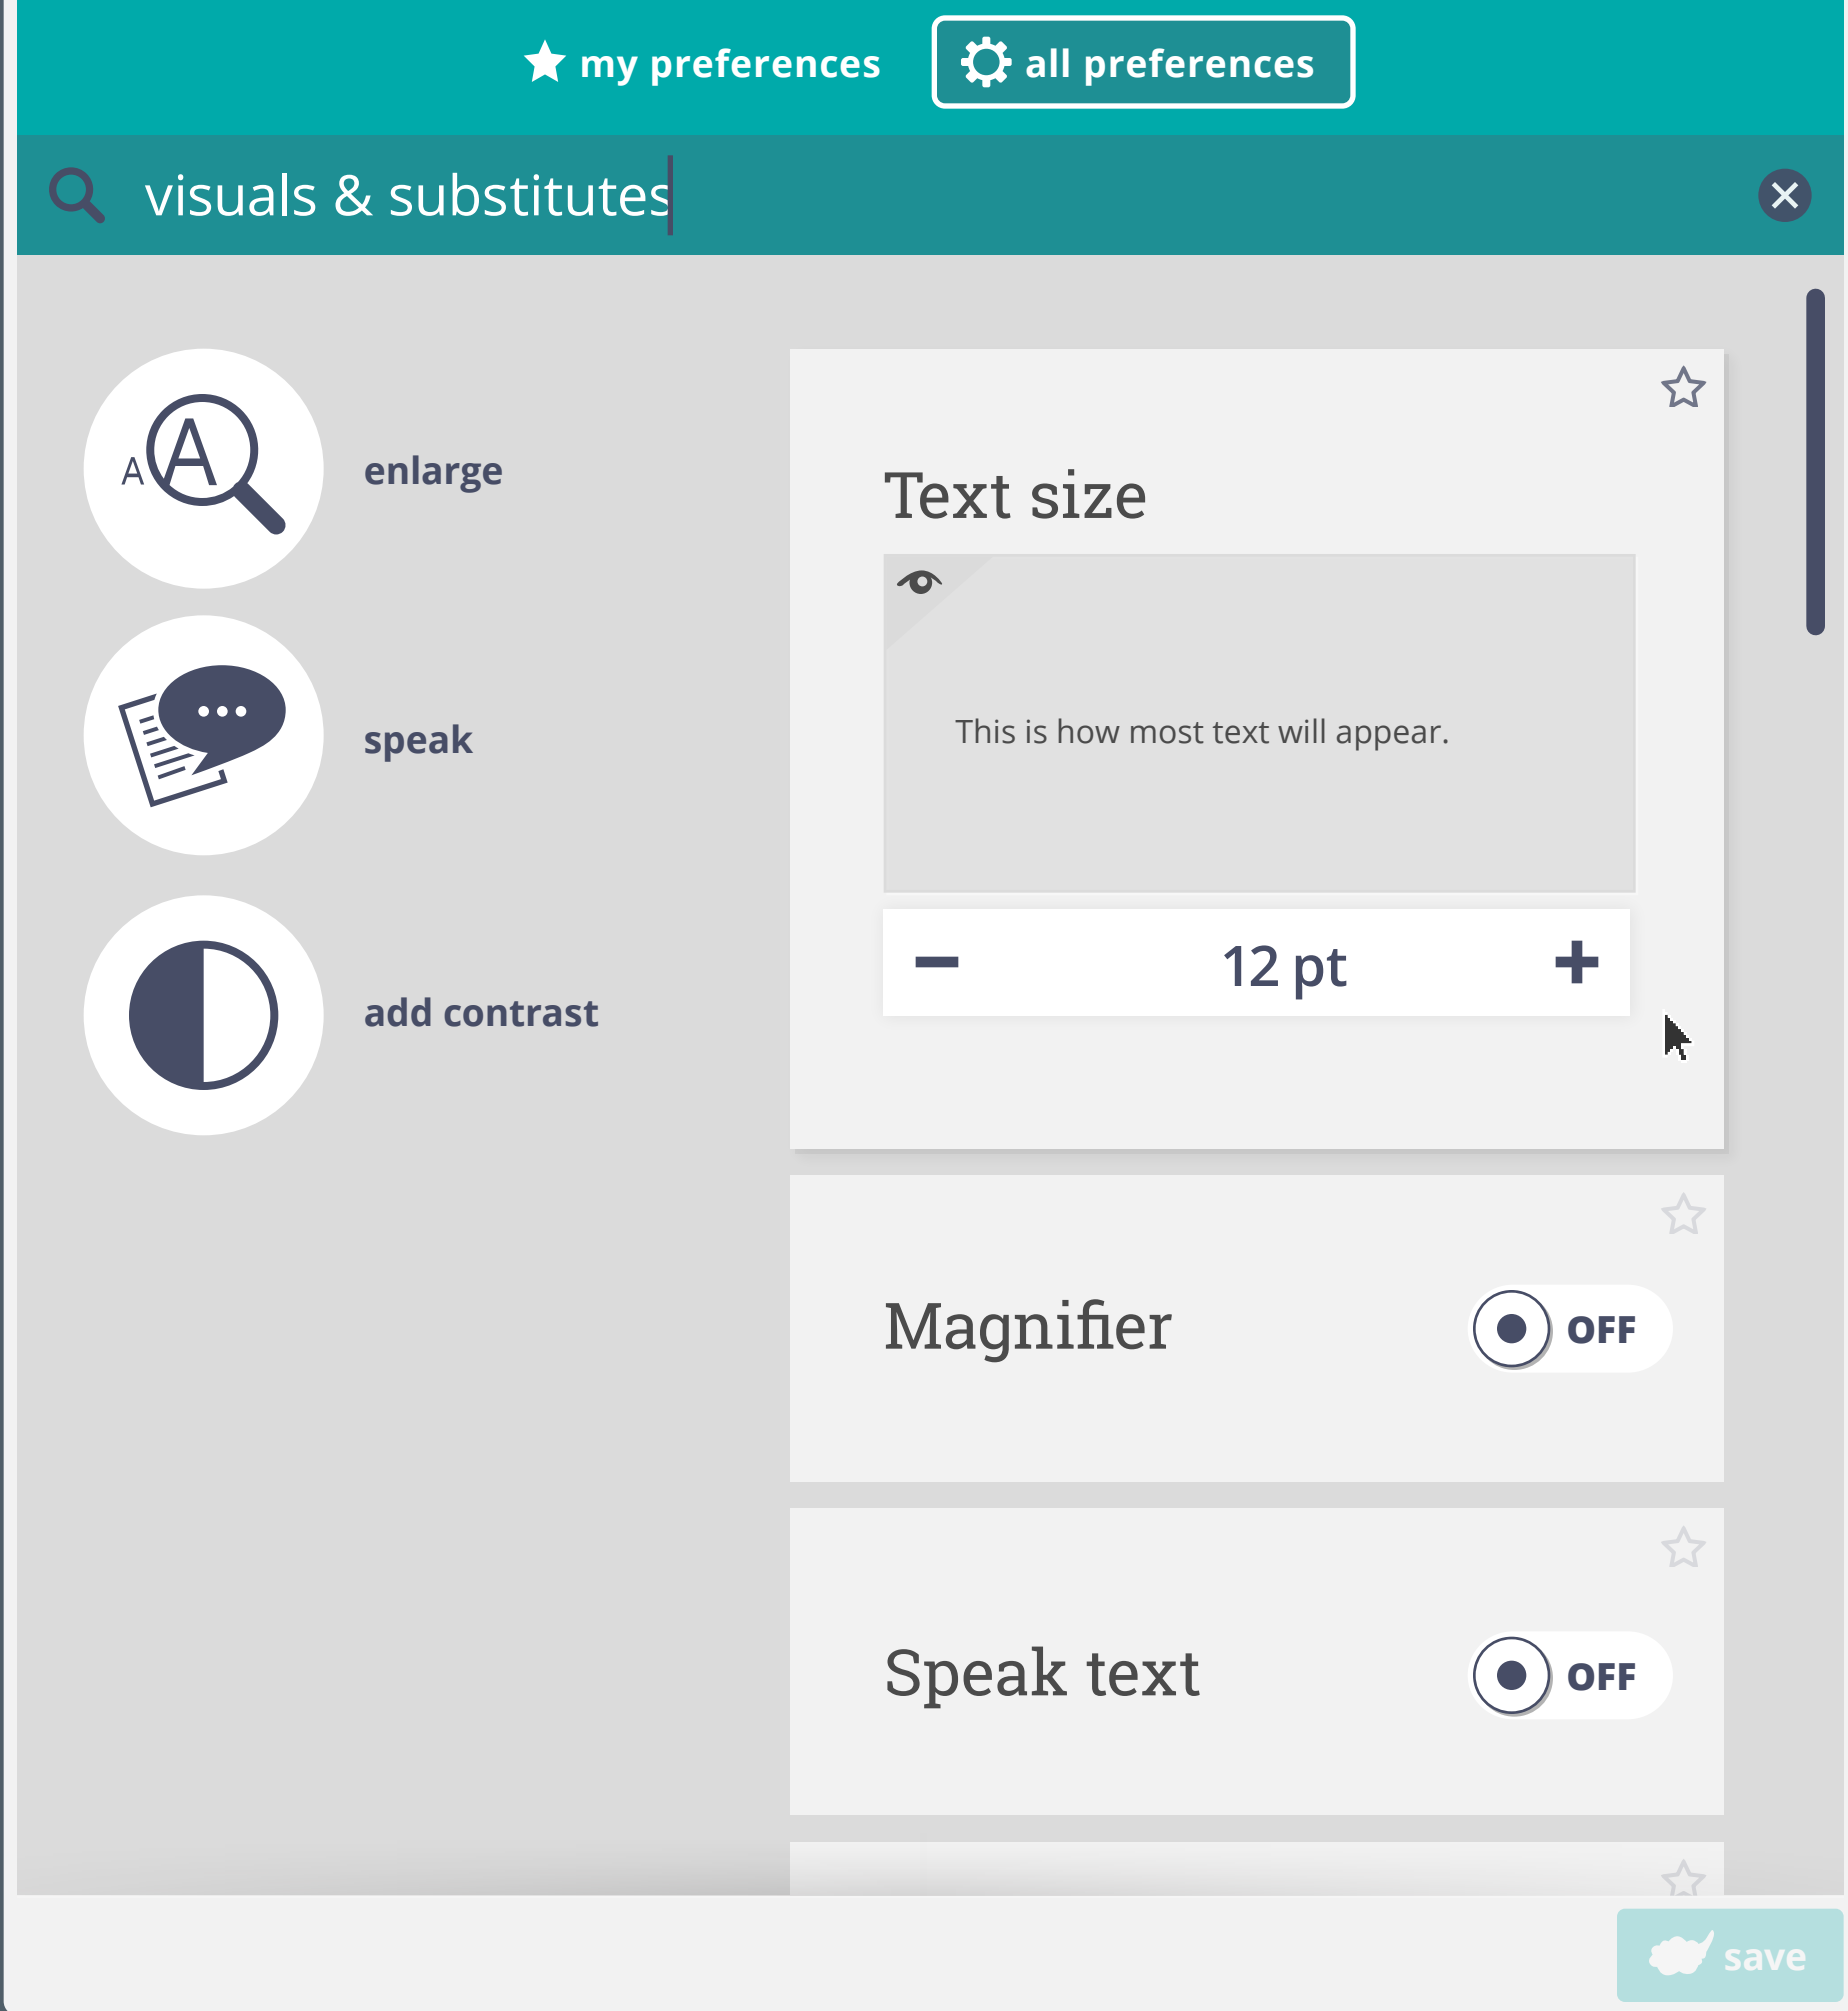 my preferences
all preferences
visuals & substitutes
A A
enlarge
speak
add contrast
Text size
This is how most text will appear.
12 pt
Magnifier
OFF
Speak text
OFF
save